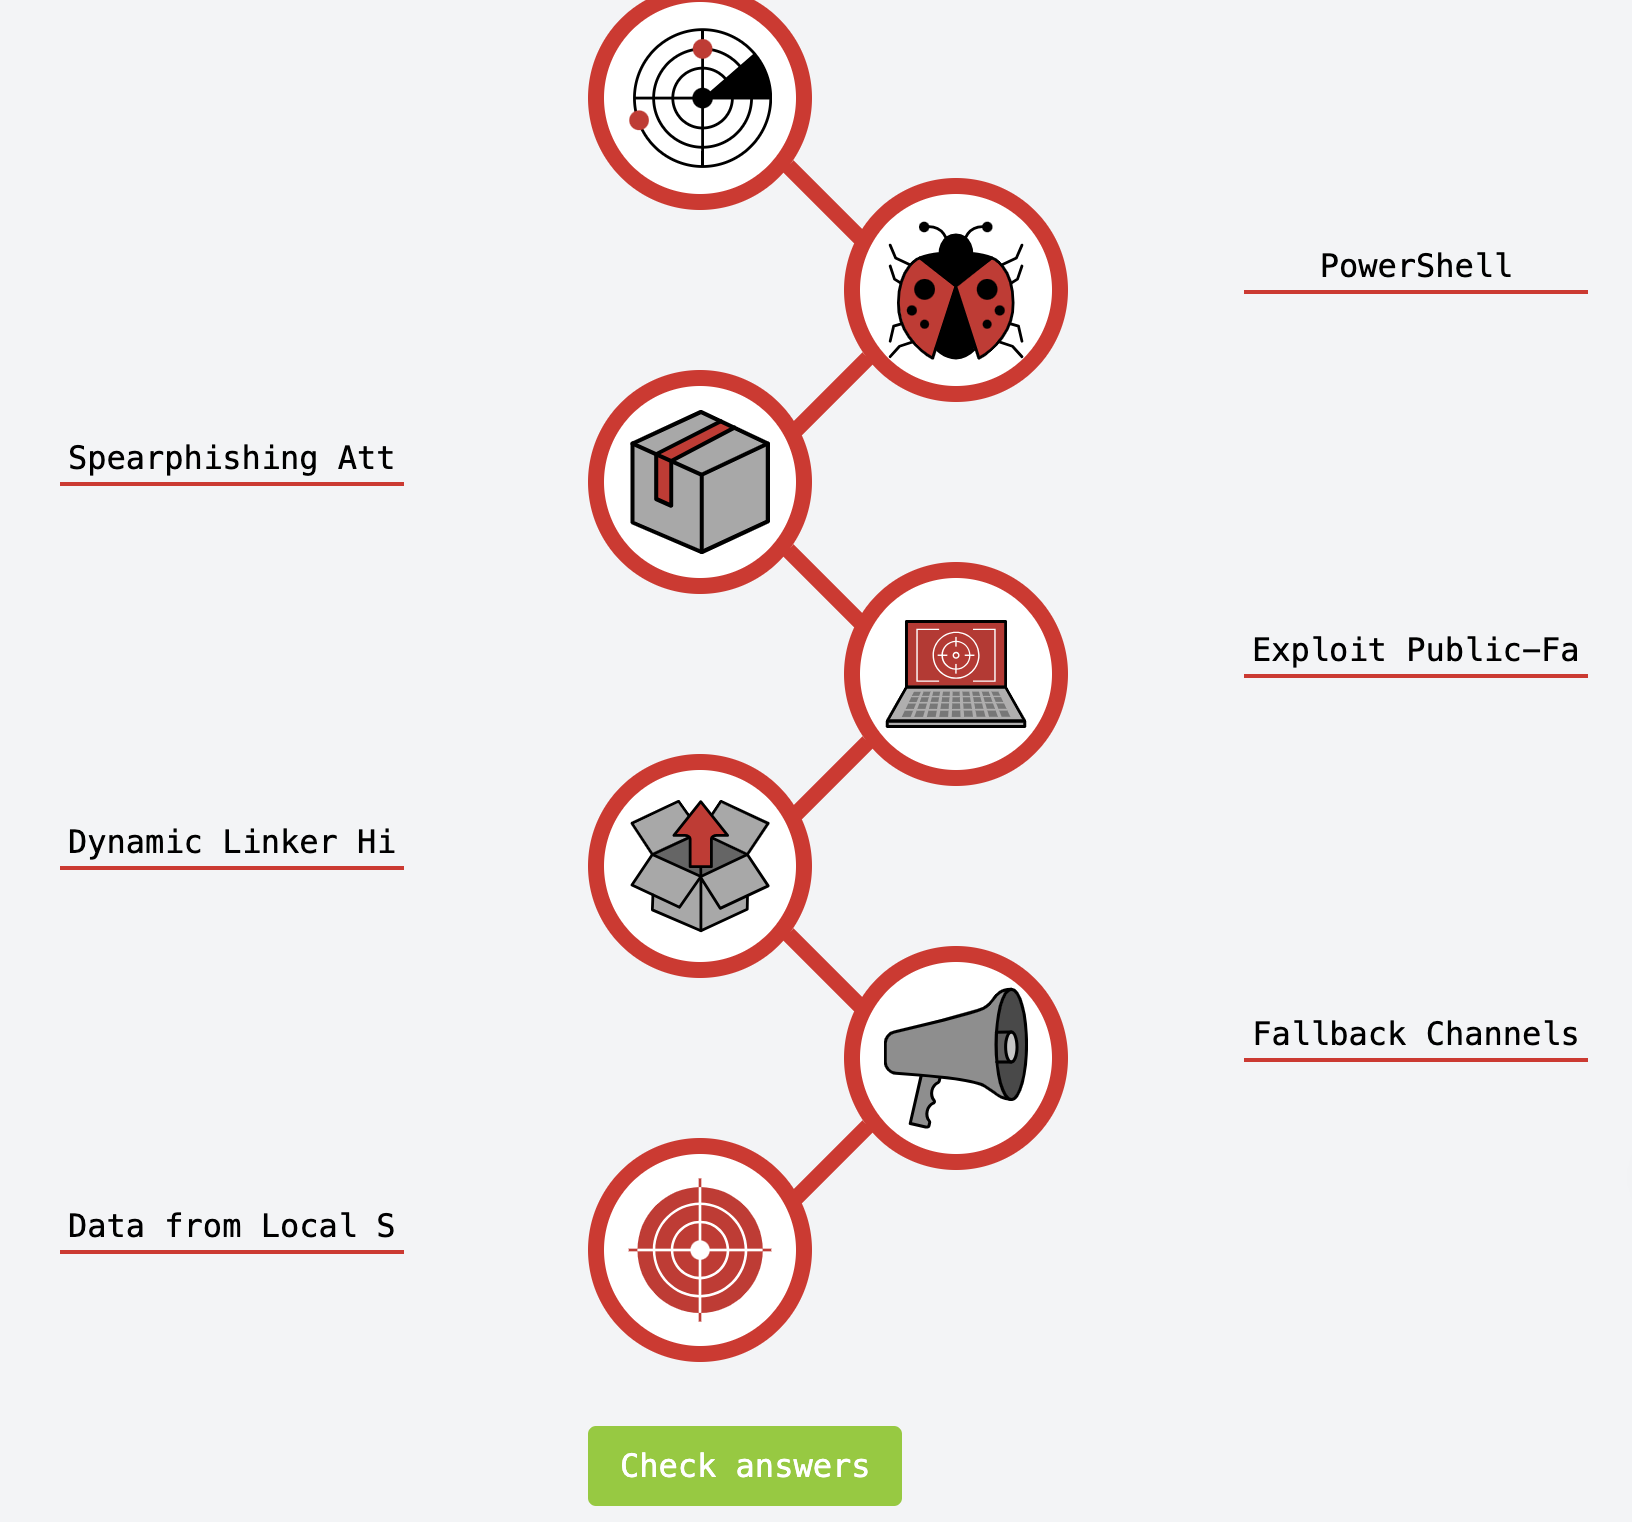 PowerShell
Spearphishing Att
Exploit Public-Fa
Dynamic Linker Hi
Fallback Channels
Data from Local S
Check answers